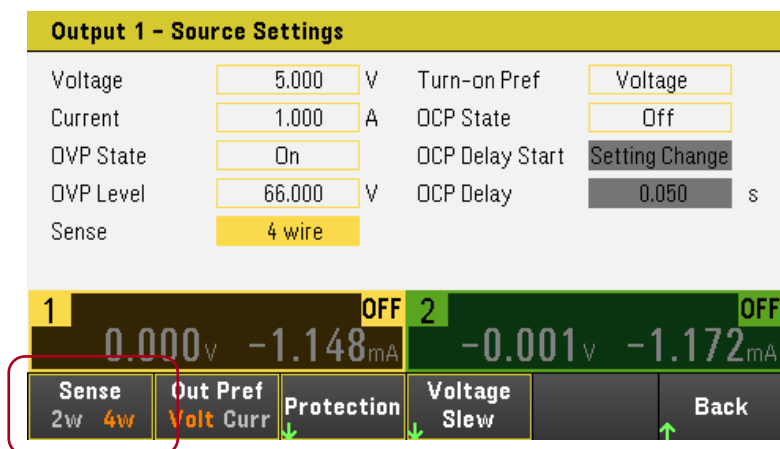 Output 1 – Source Settings
Voltage 5.000 V Turn-on Pref Voltage
Current 1.000 A OCP State Off
OVP State On OCP Delay Start Setting Change
OVP Level 66.000 V OCP Delay 0.050 s
Sense 4 wire
1 OFF 2 OFF
0.000V −1.148mA −0.001V −1.172mA
Sense Out Pref Protection Voltage Back
2w 4w Volt Curr Slew